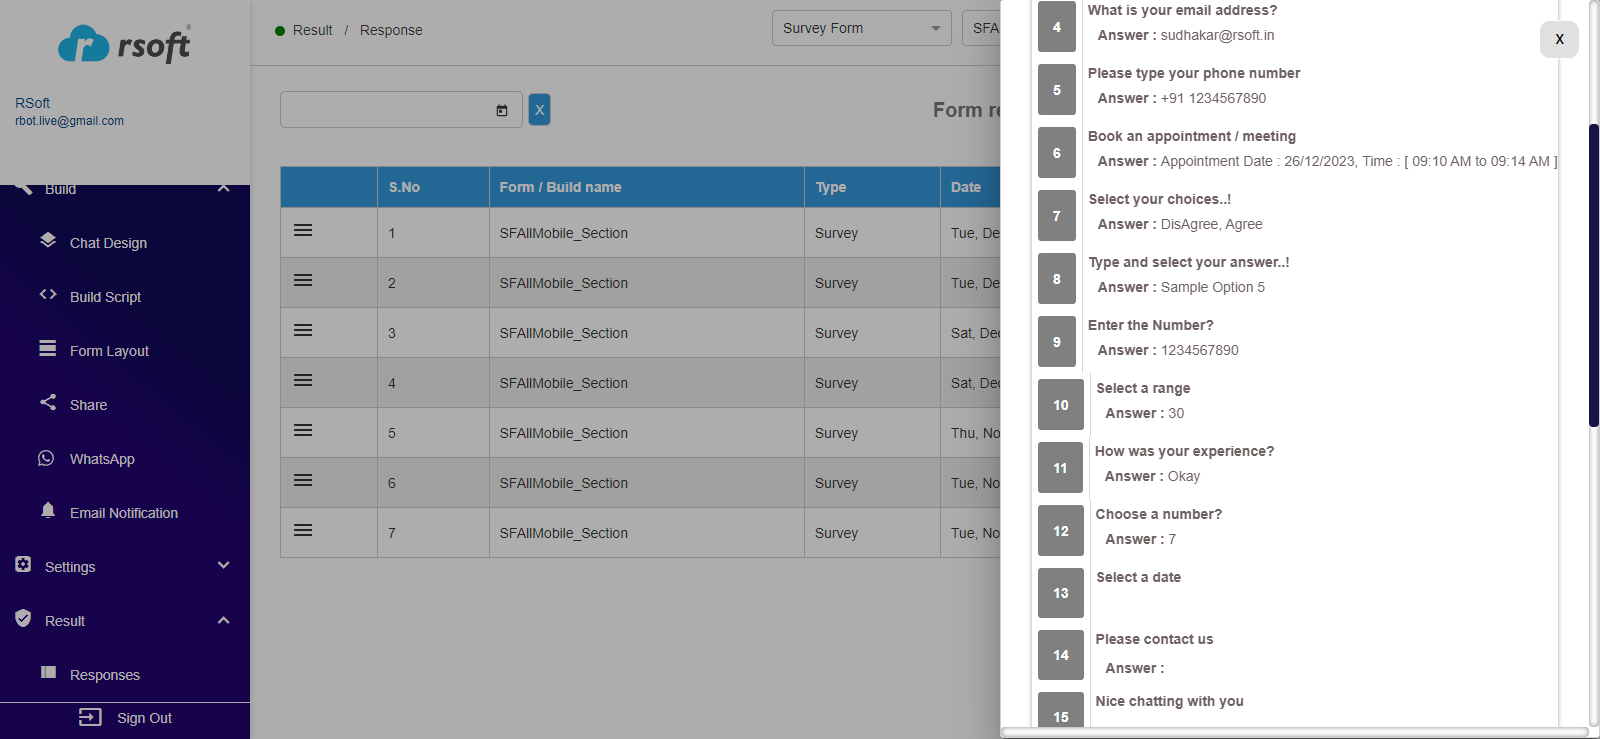 rsoft
RSoft
rbot.live@gmail.com
Build
Chat Design
Build Script
Form Layout
Share
WhatsApp
Email Notification
Settings
Result
Responses
Sign Out
Result / Response
Survey Form
SFA
X
Form re
S.No Form / Build name Type Date
1 SFAllMobile_Section Survey Tue, De
2 SFAllMobile_Section Survey Tue, De
3 SFAllMobile_Section Survey Sat, Dec
4 SFAllMobile_Section Survey Sat, Dec
5 SFAllMobile_Section Survey Thu, No
6 SFAllMobile_Section Survey Tue, No
7 SFAllMobile_Section Survey Tue, No
X
4 What is your email address?
Answer : sudhakar@rsoft.in
5 Please type your phone number
Answer : +91 1234567890
6 Book an appointment / meeting
Answer : Appointment Date : 26/12/2023, Time : [ 09:10 AM to 09:14 AM ]
7 Select your choices..!
Answer : DisAgree, Agree
8 Type and select your answer..!
Answer : Sample Option 5
9 Enter the Number?
Answer : 1234567890
10 Select a range
Answer : 30
11 How was your experience?
Answer : Okay
12 Choose a number?
Answer : 7
13 Select a date
14 Please contact us
Answer :
15 Nice chatting with you